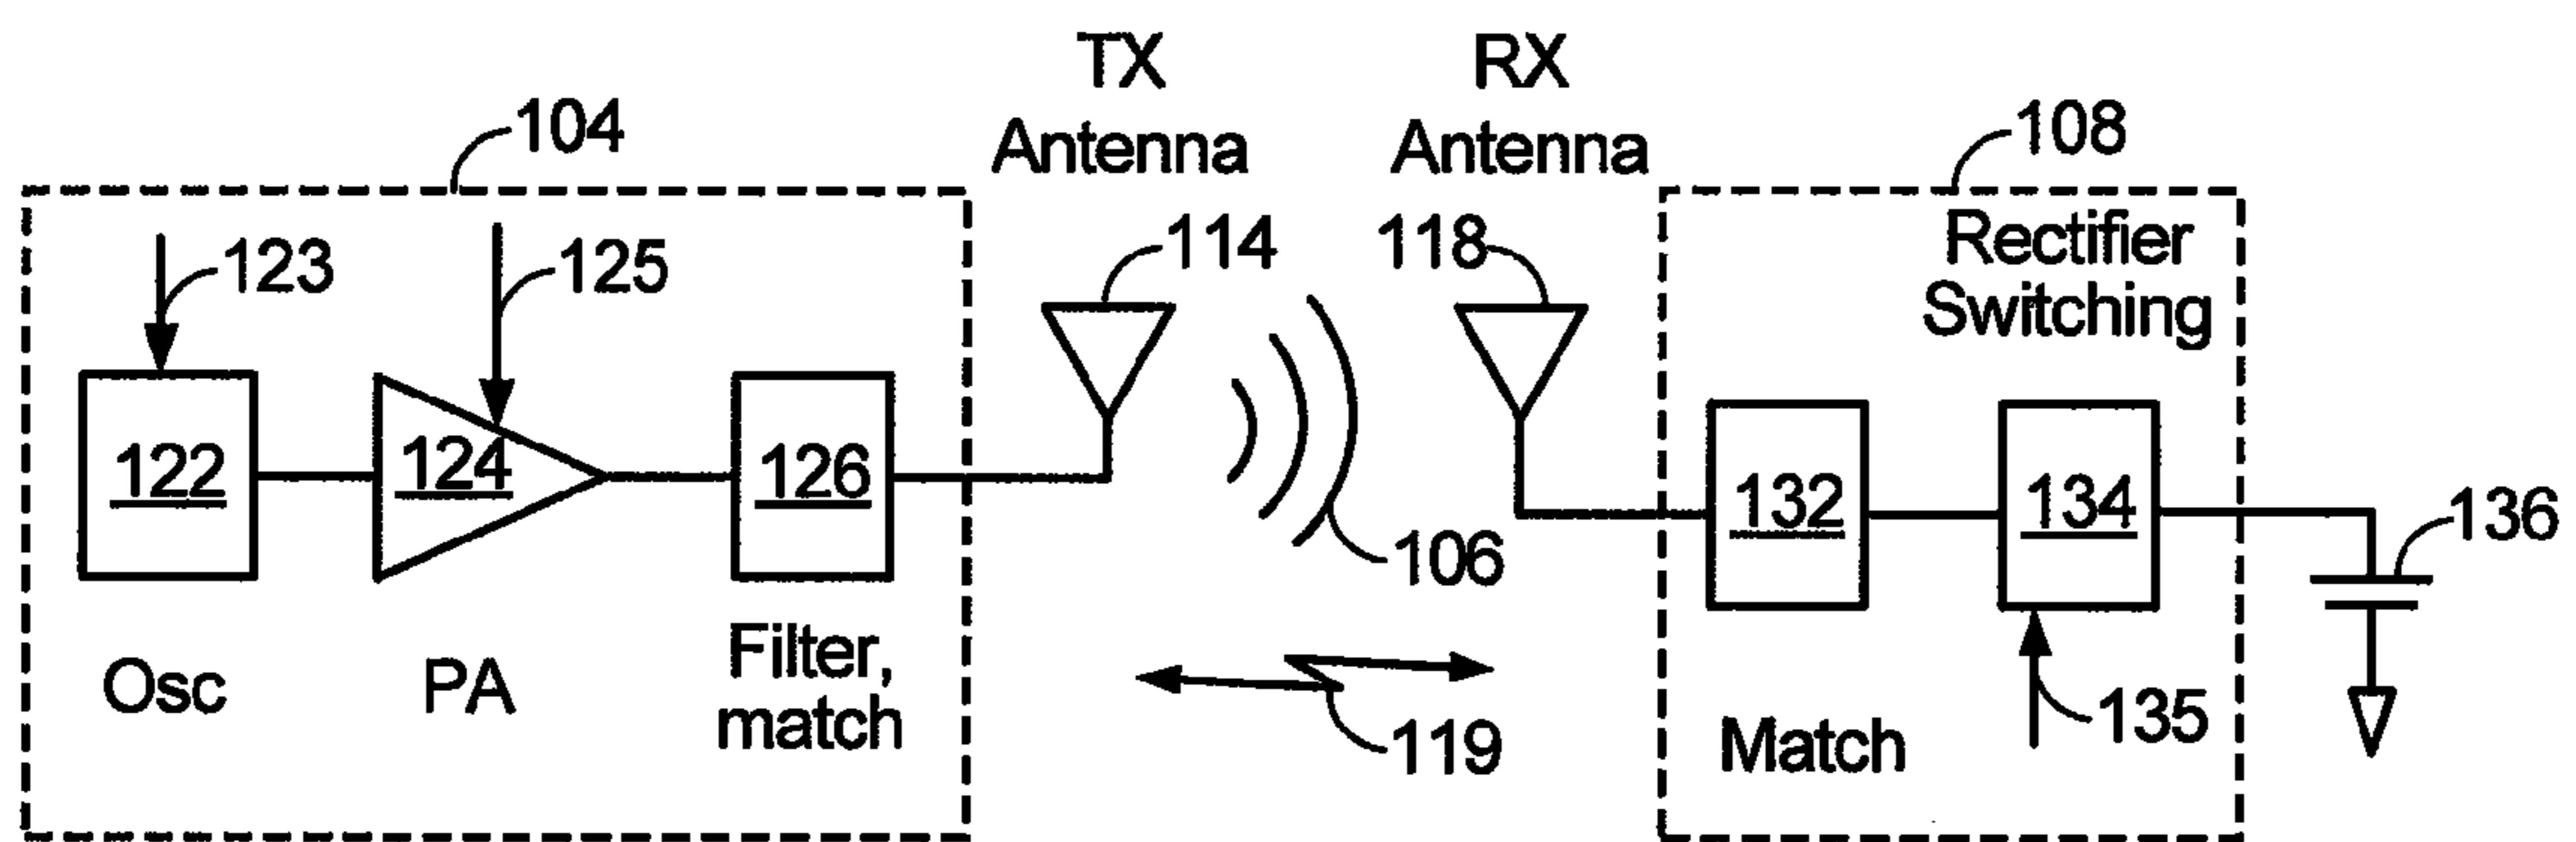 TX
Antenna
RX
Antenna
104
108
114
118
123
125
Rectifier
Switching
122
124
126
132
134
136
106
Osc
PA
Filter,
match
119
Match
135